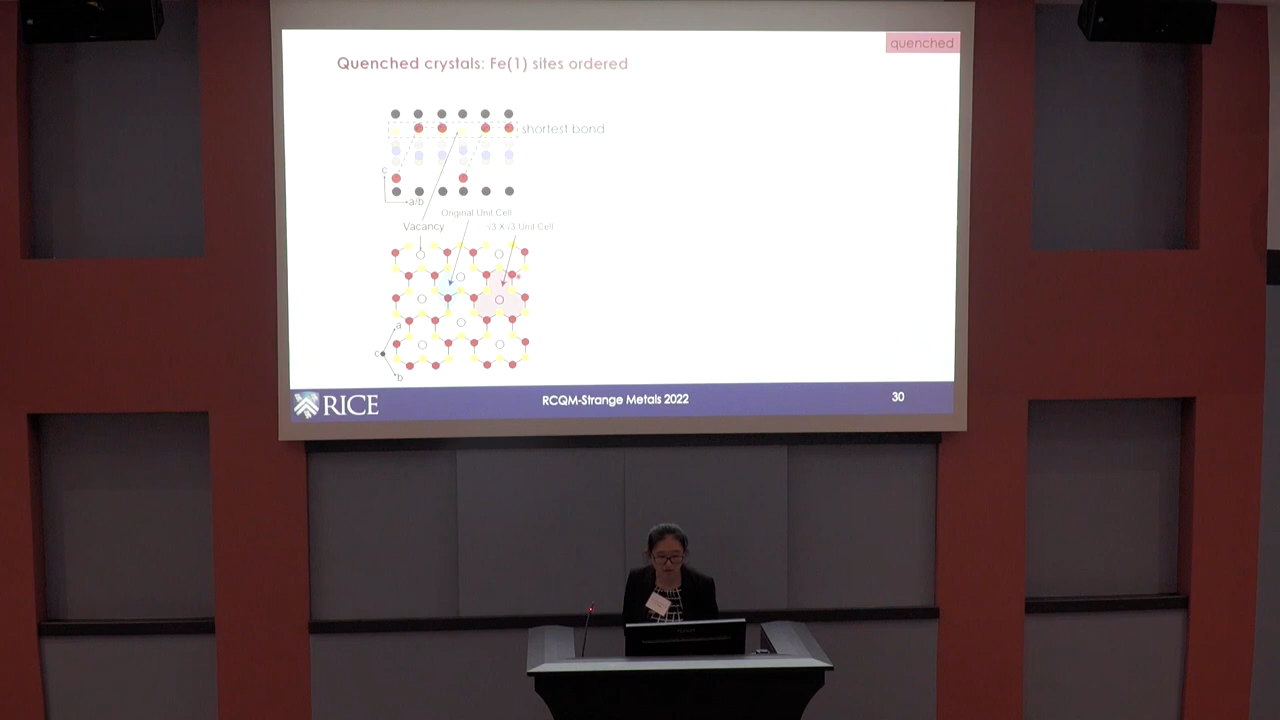 quenched
Quenched crystals: Fe(1) sites ordered
shortest bond
c
a/b
Original Unit Cell
Vacancy
√3 X √3 Unit Cell
a
c
b
RICE
RCQM-Strange Metals 2022
30